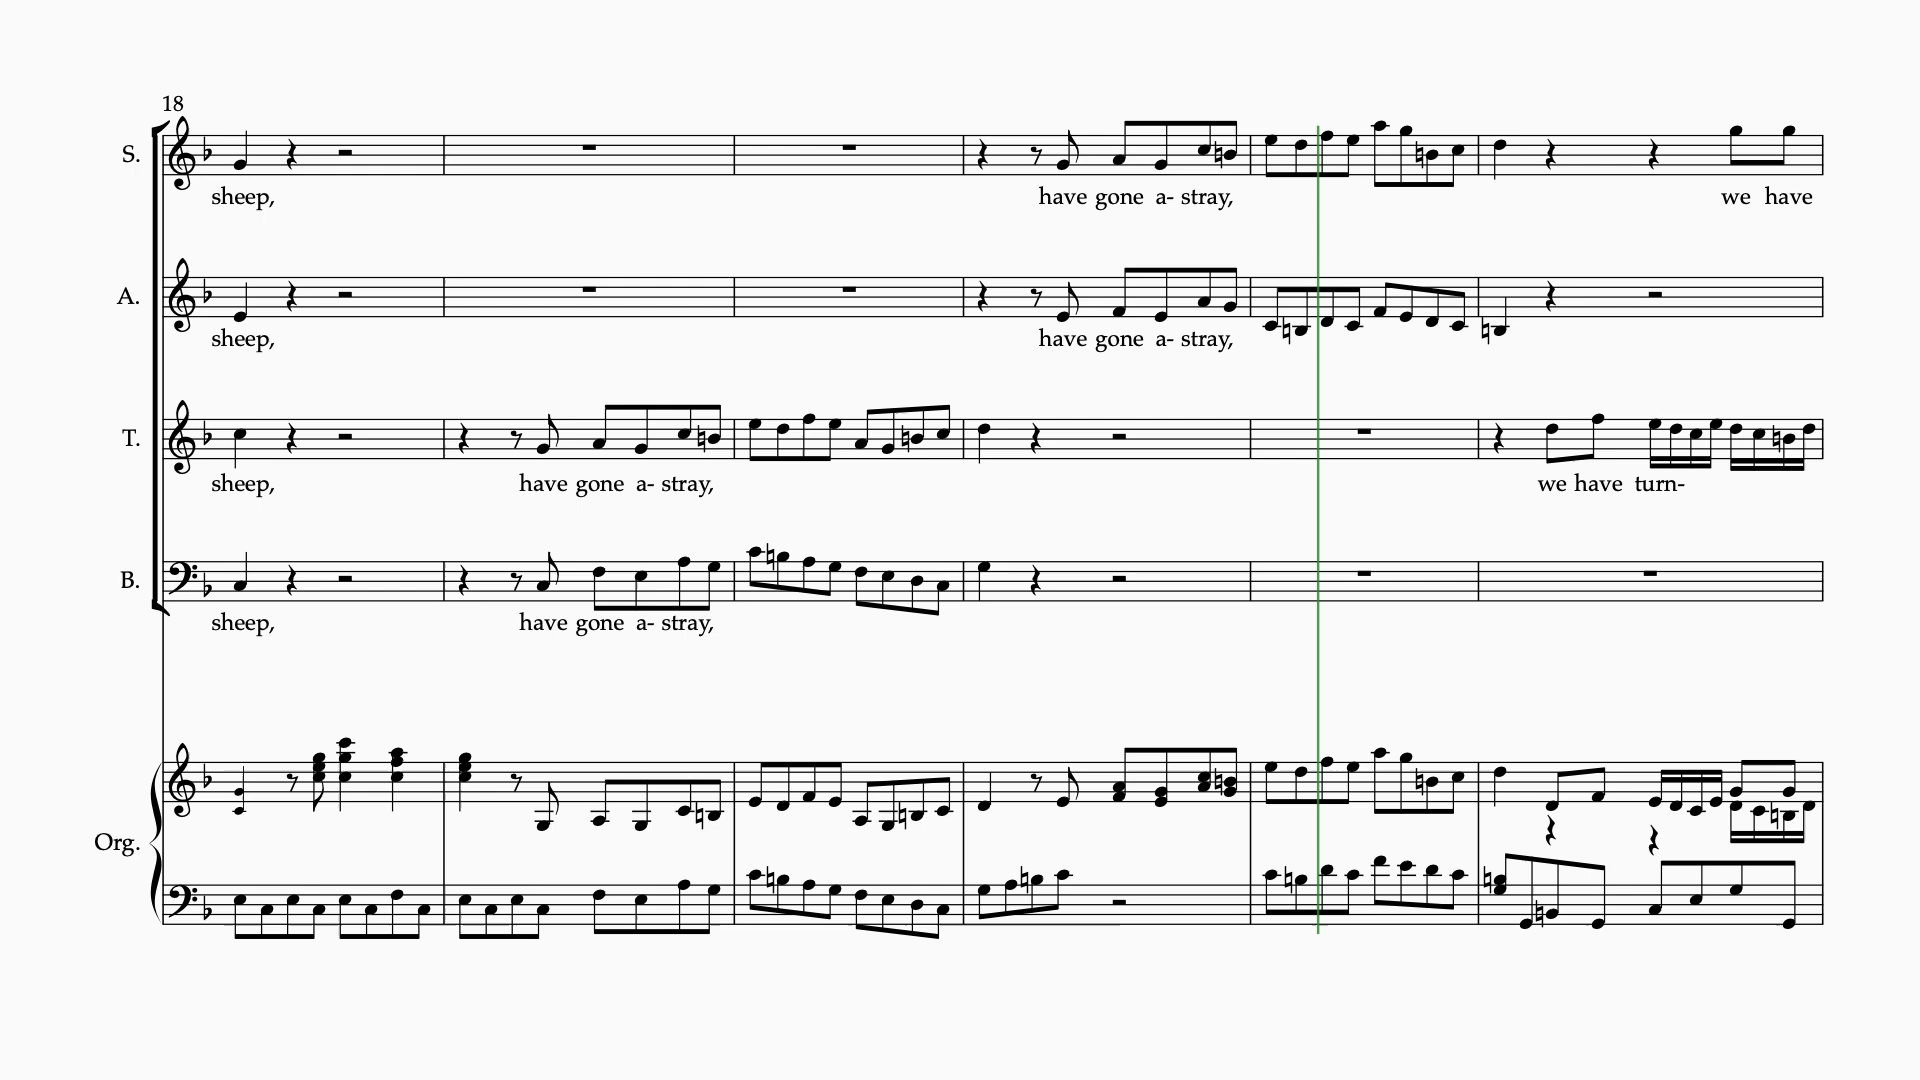 18
S.
sheep, have gone a- stray, we have
A.
sheep, have gone a- stray,
T.
sheep, have gone a- stray, we have turn-
B.
sheep, have gone a- stray,
Org.